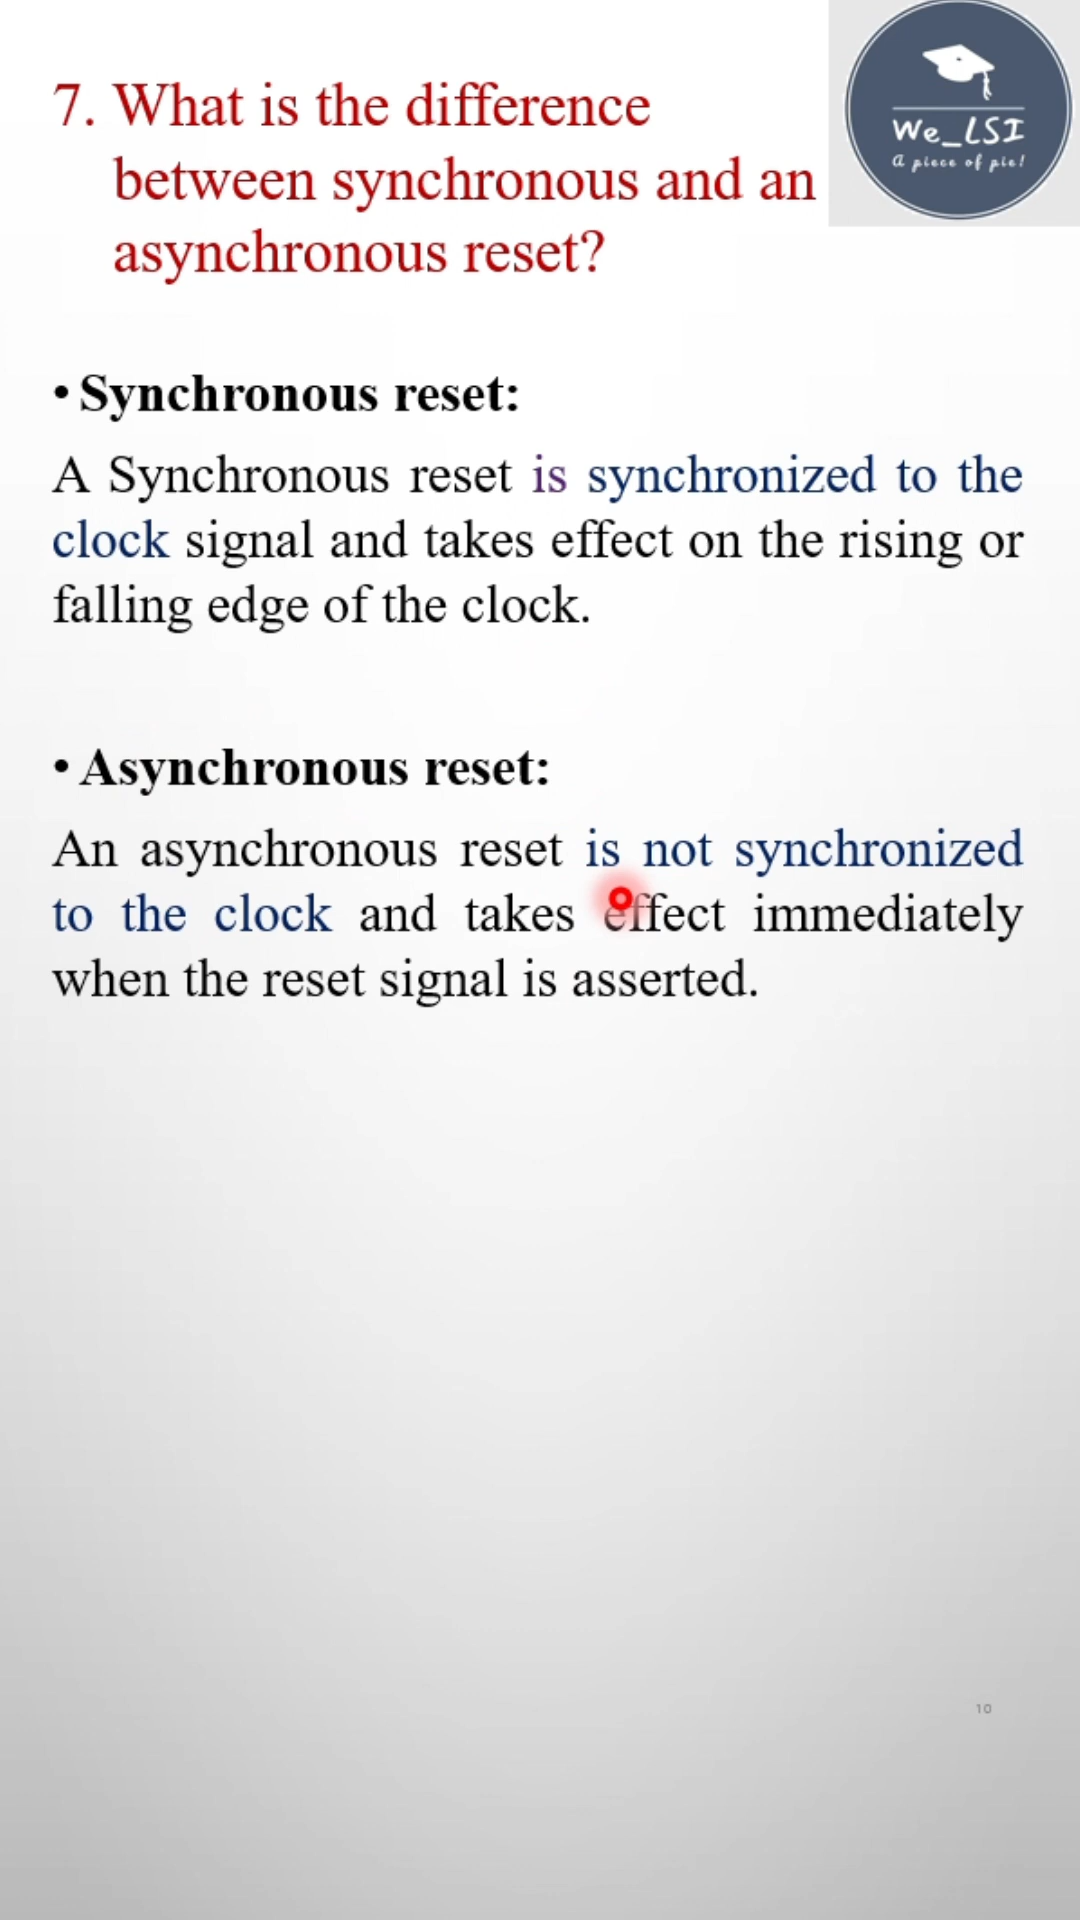 7. What is the difference
between synchronous and an
asynchronous reset?
We_LSI
A piece of pie!
• Synchronous reset:
A Synchronous reset is synchronized to the
clock signal and takes effect on the rising or
falling edge of the clock.
• Asynchronous reset:
An asynchronous reset is not synchronized
to the clock and takes effect immediately
when the reset signal is asserted.
10